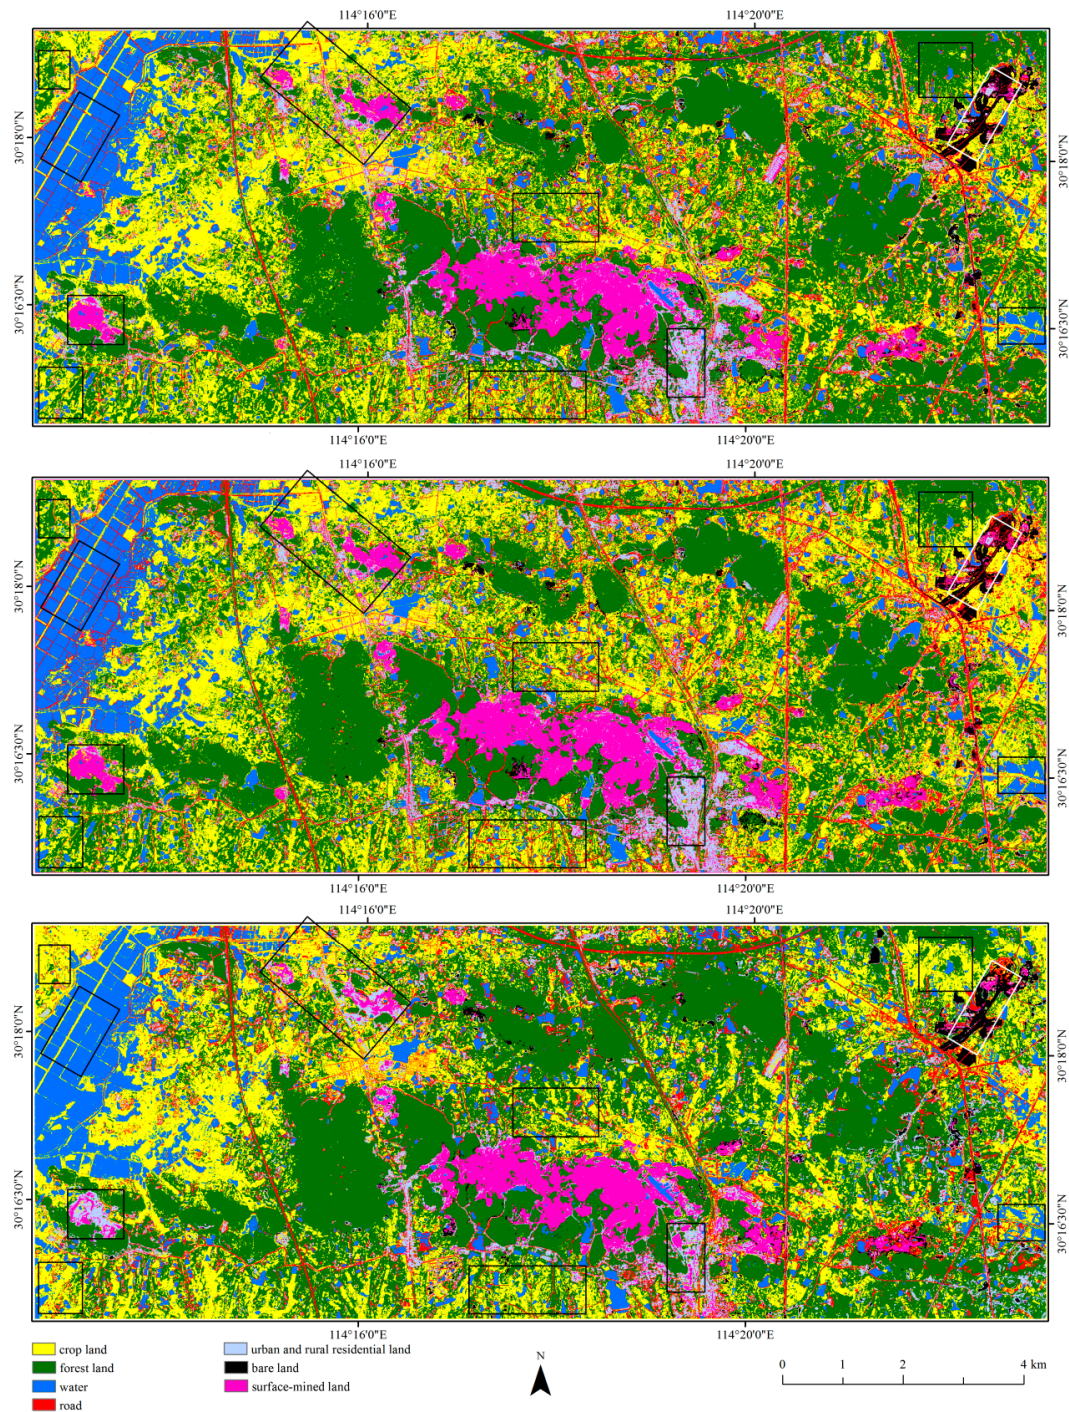 114°16'0"E 114°20'0"E
30°18'0"N 30°18'0"N
30°16'30"N 30°16'30"N
114°16'0"E 114°20'0"E
114°16'0"E 114°20'0"E
30°18'0"N 30°18'0"N
30°16'30"N 30°16'30"N
114°16'0"E 114°20'0"E
114°16'0"E 114°20'0"E
30°18'0"N 30°18'0"N
30°16'30"N 30°16'30"N
114°16'0"E 114°20'0"E
crop land
forest land
water
road
urban and rural residential land
bare land
surface-mined land
N
0 1 2 4 km